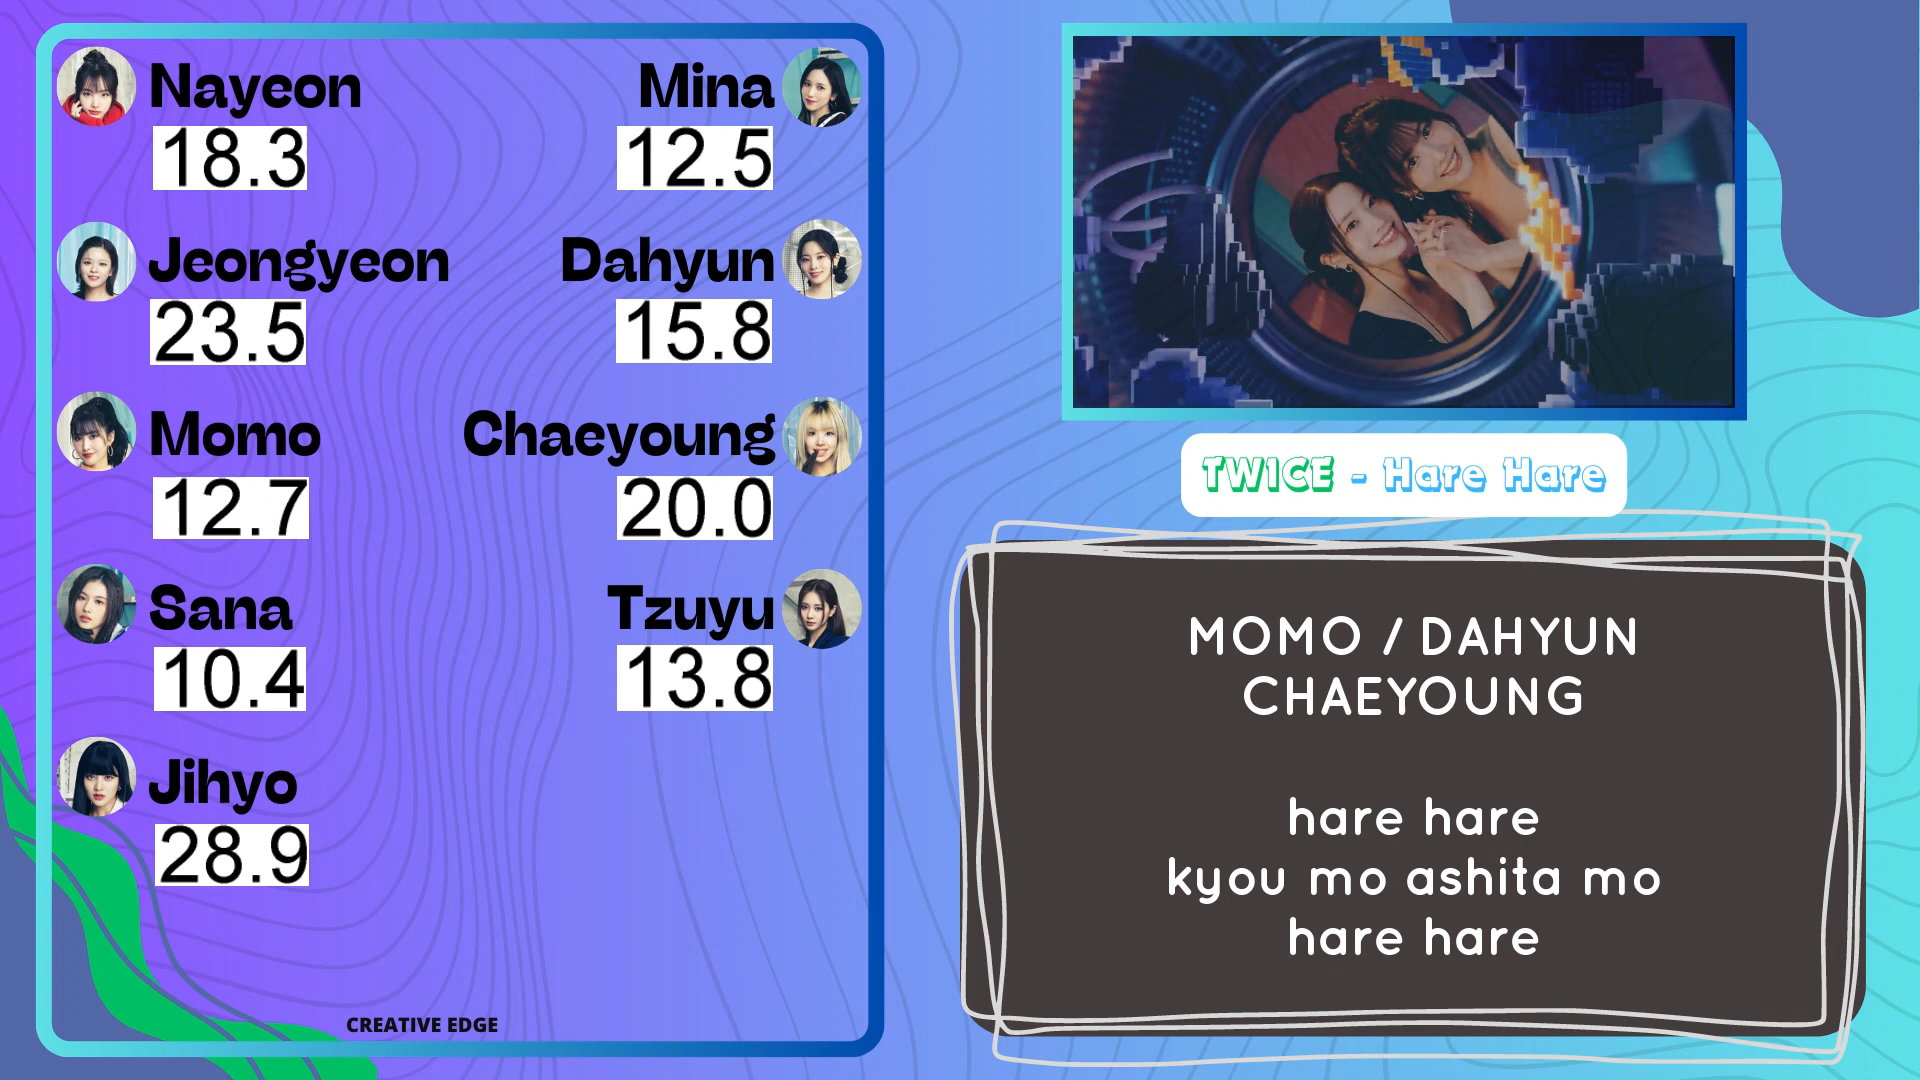 Nayeon
18.3
Jeongyeon
23.5
Momo
12.7
Sana
10.4
Jihyo
28.9
Mina
12.5
Dahyun
15.8
Chaeyoung
20.0
Tzuyu
13.8
CREATIVE EDGE
TWICE - Hare Hare
MOMO / DAHYUN
CHAEYOUNG
hare hare
kyou mo ashita mo
hare hare